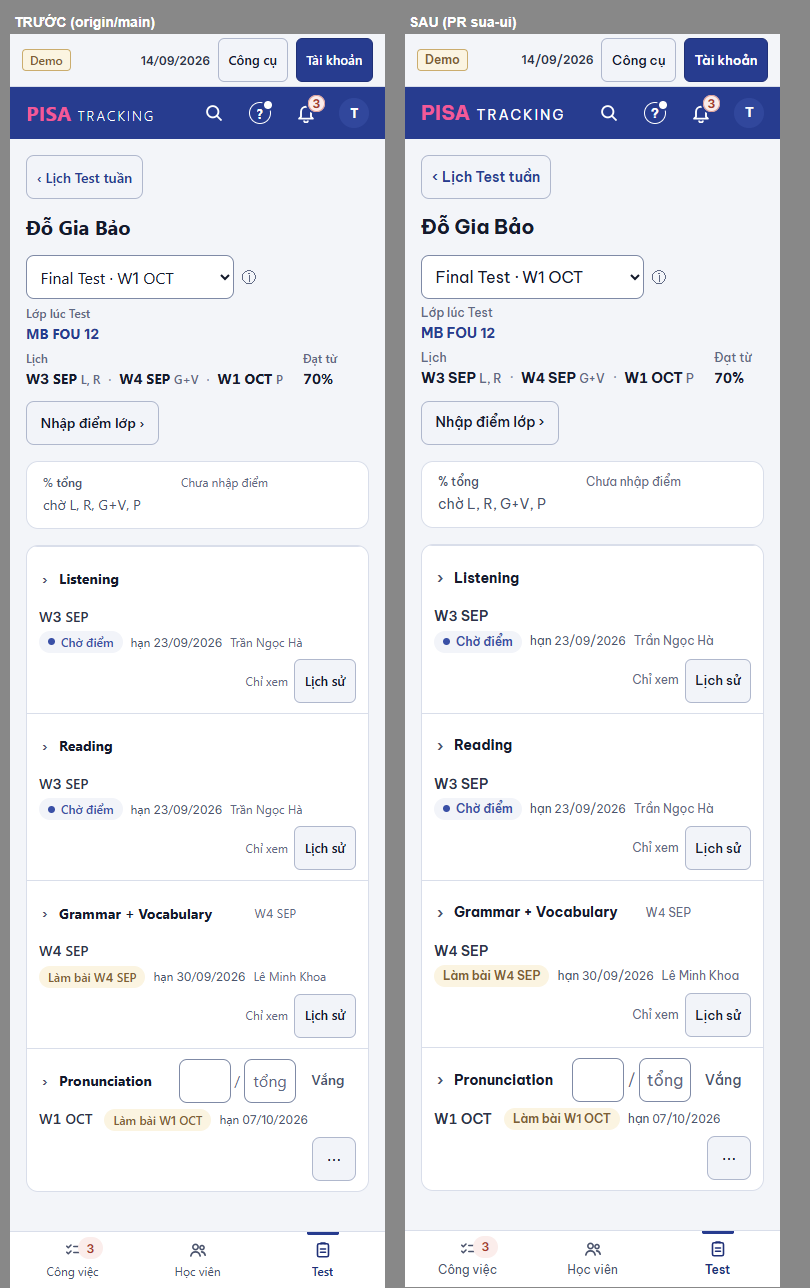 TRƯỚC (origin/main)
Demo 14/09/2026 Công cụ Tài khoản
PISA TRACKING ? 3 T
‹ Lịch Test tuần
Đỗ Gia Bảo
Final Test · W1 OCT ⓘ
Lớp lúc Test
MB FOU 12
Lịch Đạt từ
W3 SEP L, R · W4 SEP G+V · W1 OCT P 70%
Nhập điểm lớp ›
% tổng Chưa nhập điểm
chờ L, R, G+V, P
› Listening
W3 SEP
Chờ điểm hạn 23/09/2026 Trần Ngọc Hà
Chỉ xem Lịch sử
› Reading
W3 SEP
Chờ điểm hạn 23/09/2026 Trần Ngọc Hà
Chỉ xem Lịch sử
› Grammar + Vocabulary W4 SEP
W4 SEP
Làm bài W4 SEP hạn 30/09/2026 Lê Minh Khoa
Chỉ xem Lịch sử
› Pronunciation / tổng Vắng
W1 OCT Làm bài W1 OCT hạn 07/10/2026
...
3
Công việc Học viên Test
SAU (PR sua-ui)
Demo 14/09/2026 Công cụ Tài khoản
PISA TRACKING ? 3 T
‹ Lịch Test tuần
Đỗ Gia Bảo
Final Test · W1 OCT ⓘ
Lớp lúc Test
MB FOU 12
Lịch Đạt từ
W3 SEP L, R · W4 SEP G+V · W1 OCT P 70%
Nhập điểm lớp ›
% tổng Chưa nhập điểm
chờ L, R, G+V, P
› Listening
W3 SEP
Chờ điểm hạn 23/09/2026 Trần Ngọc Hà
Chỉ xem Lịch sử
› Reading
W3 SEP
Chờ điểm hạn 23/09/2026 Trần Ngọc Hà
Chỉ xem Lịch sử
› Grammar + Vocabulary W4 SEP
W4 SEP
Làm bài W4 SEP hạn 30/09/2026 Lê Minh Khoa
Chỉ xem Lịch sử
› Pronunciation / tổng Vắng
W1 OCT Làm bài W1 OCT hạn 07/10/2026
...
3
Công việc Học viên Test